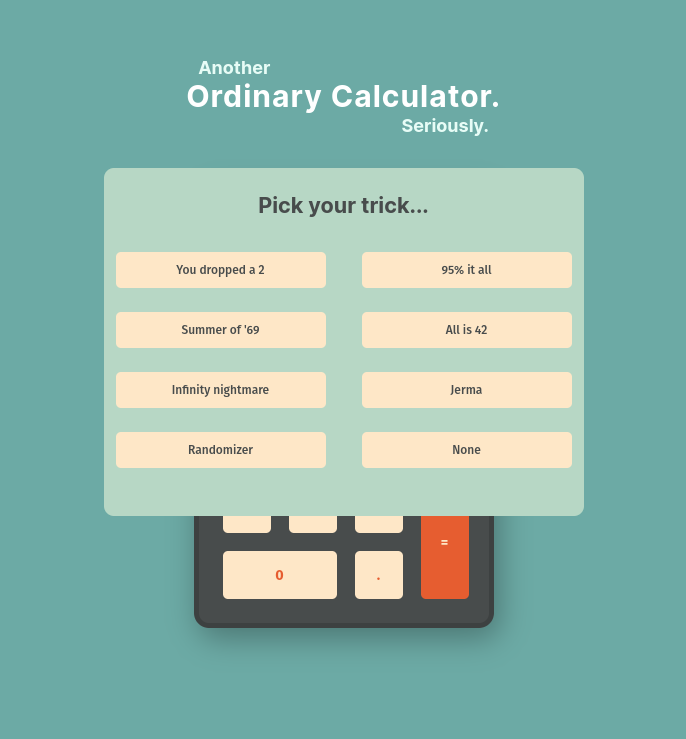 Another
Ordinary Calculator.
Seriously.
Pick your trick...
You dropped a 2
95% it all
Summer of '69
All is 42
Infinity nightmare
Jerma
Randomizer
None
=
0
.